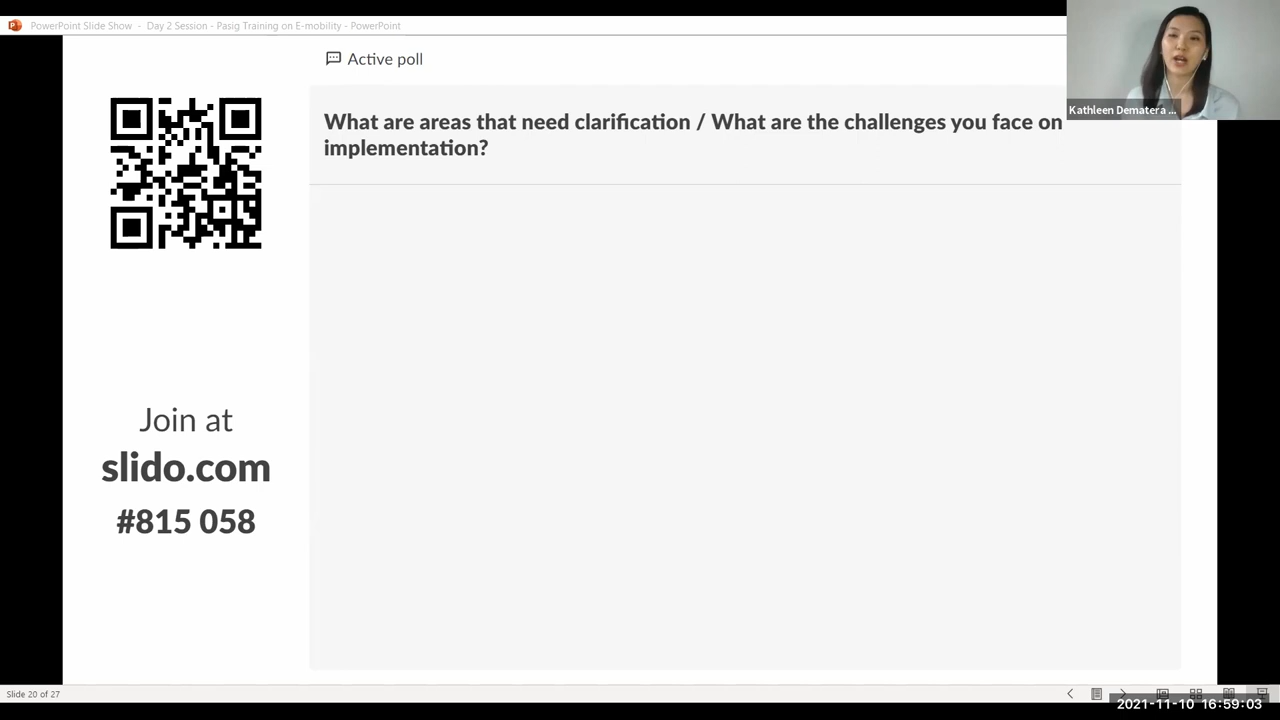 PowerPoint Slide Show - Day 2 Session - Pasig Training on E-mobility - PowerPoint
Active poll
What are areas that need clarification / What are the challenges you face on
implementation?
Kathleen Dematera ...
Join at
slido.com
#815 058
Slide 20 of 27
2021-11-10 16:59:03